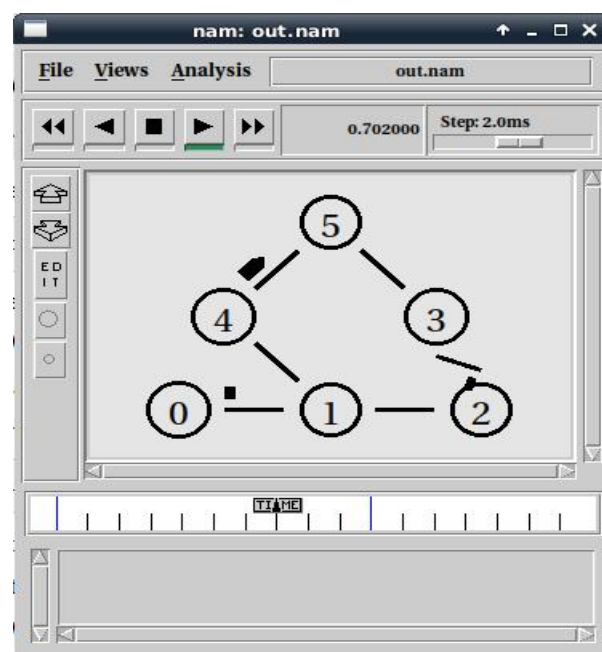 nam: out.nam
File Views Analysis out.nam
0.702000 Step: 2.0ms
ED
IT
5
4 3
0 1 2
TIME